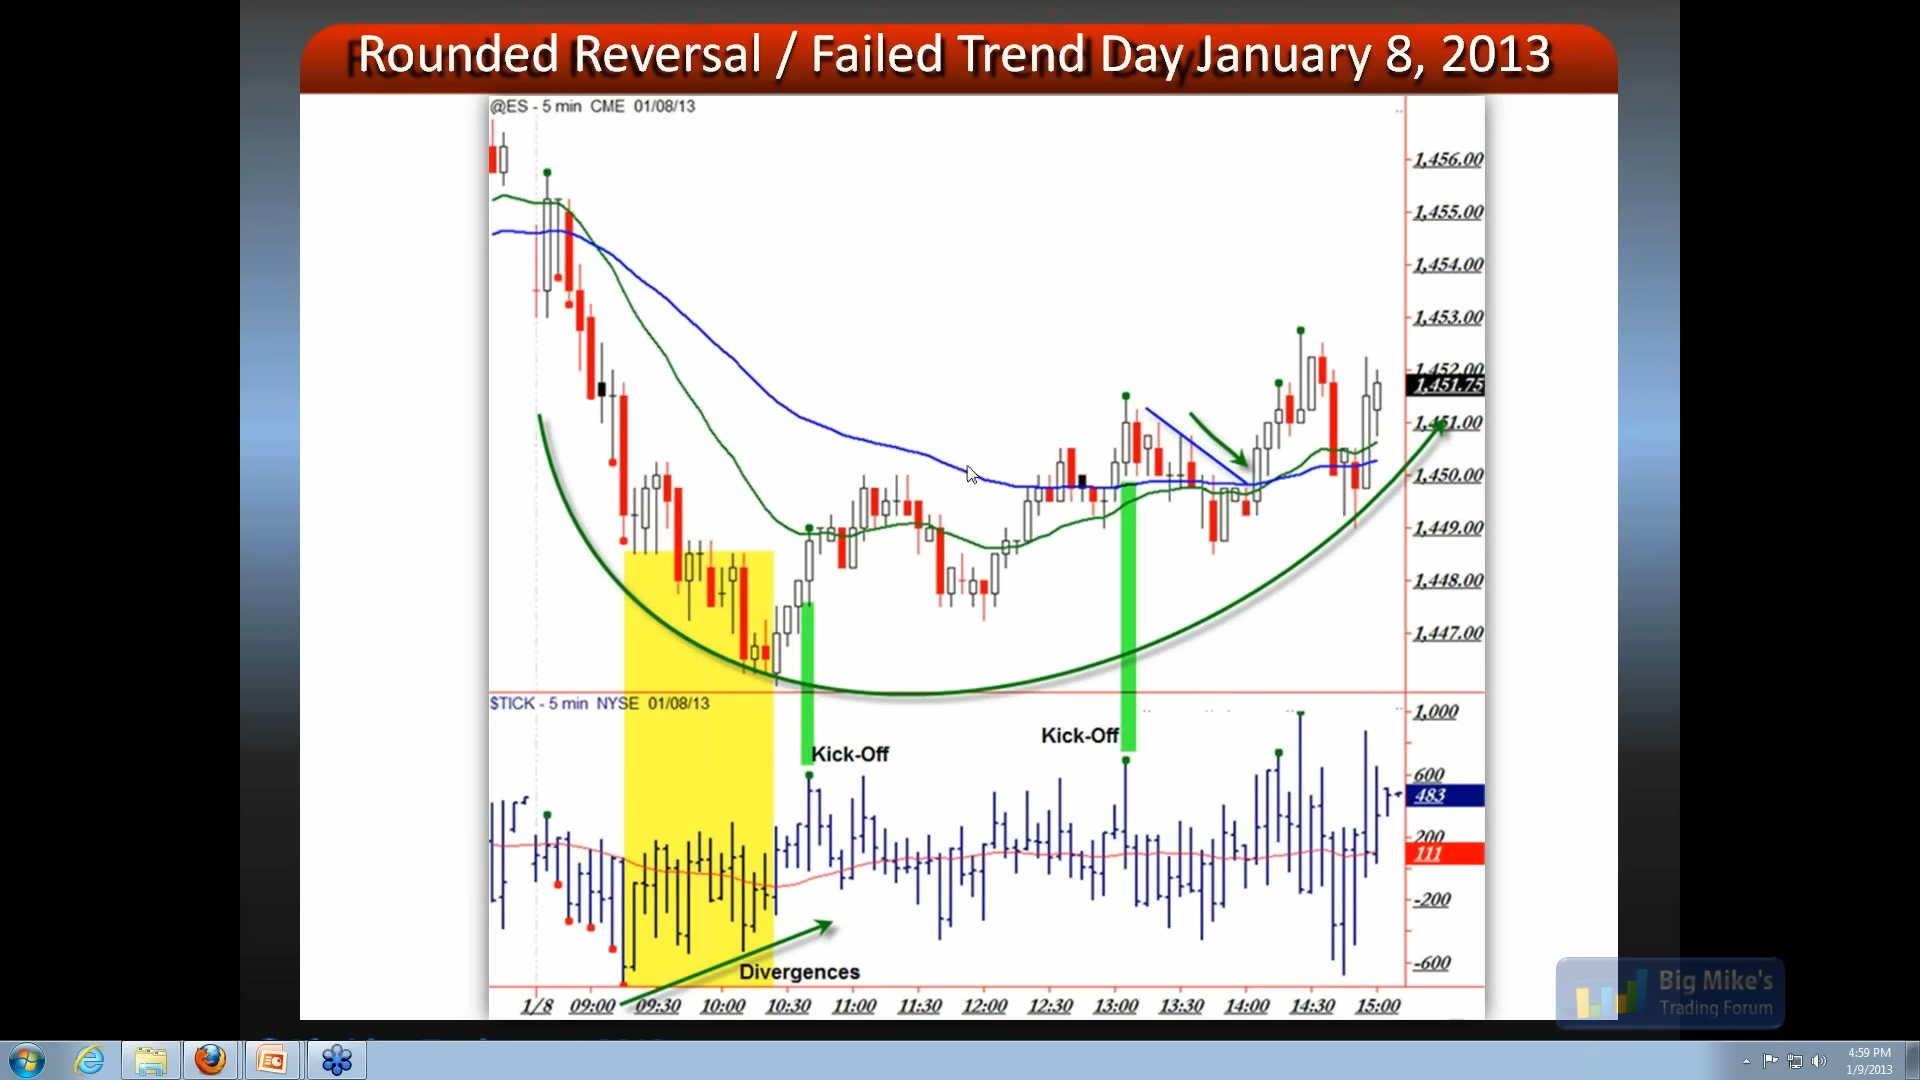 Rounded Reversal / Failed Trend Day January 8, 2013
@ES - 5 min CME 01/08/13
1,456.00
1,455.00
1,454.00
1,453.00
1,452.00
1,451.75
1,451.00
1,450.00
1,449.00
1,448.00
1,447.00
$TICK - 5 min NYSE 01/08/13
1,000
Kick-Off
Kick-Off
600
483
200
111
-200
-600
Divergences
1/8 09:00 09:30 10:00 10:30 11:00 11:30 12:00 12:30 13:00 13:30 14:00 14:30 15:00
Big Mike's
Trading Forum
4:59 PM
1/9/2013